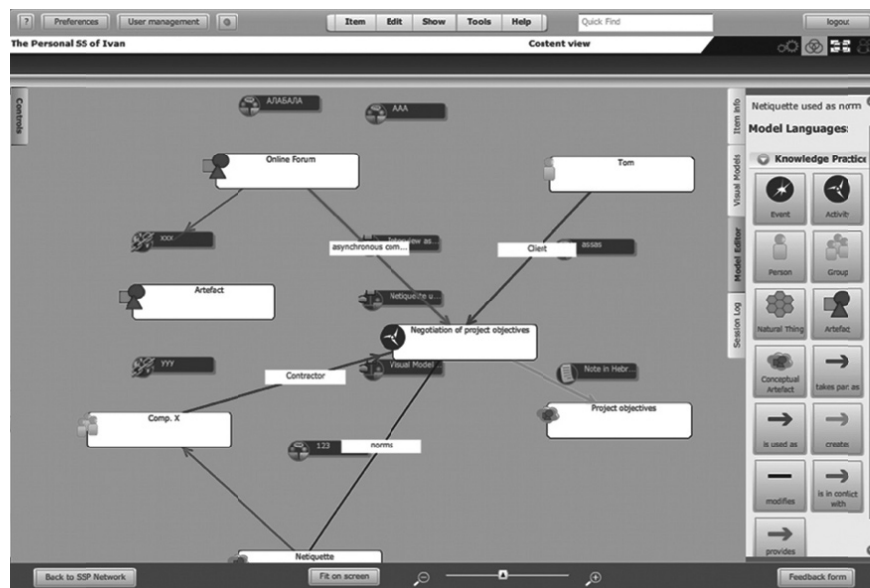 ?
Preferences
User management
Item Edit Show Tools Help
Quick Find
logout
The Personal SS of Ivan
Content view
Controls
АЛАБАЛА
AAA
Online Forum
Tom
xxx
asynchronous com...
Interview as...
Client
assas
Artefact
Netiquette u...
Negotiation of project objectives
yyy
Contractor
Visual Model...
Note in Hebr...
Comp. X
Project objectives
123
norms
Netiquette
Item Info
Visual Models
Model Editor
Session Log
Netiquette used as norm
Model Languages:
Knowledge Practice
Event
Activity
Person
Group
Natural Thing
Artefact
Conceptual
Artefact
takes part as
is used as
creates
modifies
is in conflict
with
provides
Back to SSP Network
Fit on screen
Feedback form